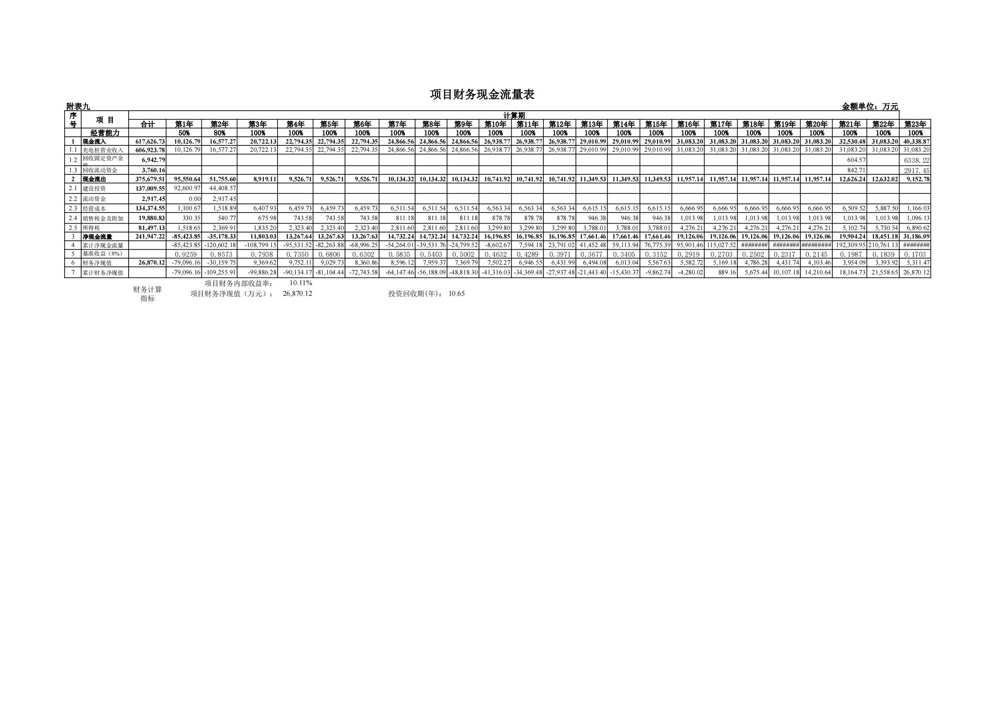 项目财务现金流量表
附表九 金额单位：万元
序号 项 目 计算期
合计 第1年 第2年 第3年 第4年 第5年 第6年 第7年 第8年 第9年 第10年 第11年 第12年 第13年 第14年 第15年 第16年 第17年 第18年 第19年 第20年 第21年 第22年 第23年
经营能力 50% 80% 100% 100% 100% 100% 100% 100% 100% 100% 100% 100% 100% 100% 100% 100% 100% 100% 100% 100% 100% 100% 100%
1 现金流入 617,626.73 10,126.79 16,577.27 20,722.13 22,794.35 22,794.35 22,794.35 24,866.56 24,866.56 24,866.56 26,938.77 26,938.77 26,938.77 29,010.99 29,010.99 29,010.99 31,083.20 31,083.20 31,083.20 31,083.20 31,083.20 32,530.48 31,083.20 40,338.87
1.1 充电桩营业收入 606,923.78 10,126.79 16,577.27 20,722.13 22,794.35 22,794.35 22,794.35 24,866.56 24,866.56 24,866.56 26,938.77 26,938.77 26,938.77 29,010.99 29,010.99 29,010.99 31,083.20 31,083.20 31,083.20 31,083.20 31,083.20 31,083.20 31,083.20 31,083.20
1.2 回收固定资产余值 6,942.79 604.57 6338.22
1.3 回收流动资金 3,760.16 842.71 2917.45
2 现金流出 375,679.51 95,550.64 51,755.60 8,919.11 9,526.71 9,526.71 9,526.71 10,134.32 10,134.32 10,134.32 10,741.92 10,741.92 10,741.92 11,349.53 11,349.53 11,349.53 11,957.14 11,957.14 11,957.14 11,957.14 11,957.14 12,626.24 12,632.02 9,152.78
2.1 建设投资 137,009.55 92,600.97 44,408.57
2.2 流动资金 2,917.45 0.00 2,917.45
2.3 经营成本 134,374.55 1,100.67 1,518.89 6,407.93 6,459.73 6,459.73 6,459.73 6,511.54 6,511.54 6,511.54 6,563.34 6,563.34 6,563.34 6,615.15 6,615.15 6,615.15 6,666.95 6,666.95 6,666.95 6,666.95 6,666.95 6,509.52 5,887.50 1,166.03
2.4 销售税金及附加 19,880.83 330.35 540.77 675.98 743.58 743.58 743.58 811.18 811.18 811.18 878.78 878.78 878.78 946.38 946.38 946.38 1,013.98 1,013.98 1,013.98 1,013.98 1,013.98 1,013.98 1,013.98 1,096.13
2.5 所得税 81,497.13 1,518.65 2,369.91 1,835.20 2,323.40 2,323.40 2,323.40 2,811.60 2,811.60 2,811.60 3,299.80 3,299.80 3,299.80 3,788.01 3,788.01 3,788.01 4,276.21 4,276.21 4,276.21 4,276.21 4,276.21 5,102.74 5,730.54 6,890.62
3 净现金流量 241,947.22 -85,423.85 -35,178.33 11,803.03 13,267.64 13,267.63 13,267.63 14,732.24 14,732.24 14,732.24 16,196.85 16,196.85 16,196.85 17,661.46 17,661.46 17,661.46 19,126.06 19,126.06 19,126.06 19,126.06 19,126.06 19,904.24 18,451.18 31,186.09
4 累计净现金流量 -85,423.85 -120,602.18 -108,799.15 -95,531.52 -82,263.88 -68,996.25 -54,264.01 -39,531.76 -24,799.52 -8,602.67 7,594.18 23,791.02 41,452.48 59,113.94 76,775.39 95,901.46 115,027.52 ######## ######## ######### 192,309.95 210,761.13 ########
5 基准收益（8%） 0.9259 0.8573 0.7938 0.7350 0.6806 0.6302 0.5835 0.5403 0.5002 0.4632 0.4289 0.3971 0.3677 0.3405 0.3152 0.2919 0.2703 0.2502 0.2317 0.2145 0.1987 0.1839 0.1703
6 财务净现值 26,870.12 -79,096.16 -30,159.75 9,369.62 9,752.11 9,029.73 8,360.86 8,596.12 7,959.37 7,369.79 7,502.27 6,946.55 6,431.99 6,494.08 6,013.04 5,567.63 5,582.72 5,169.18 4,786.28 4,431.74 4,103.46 3,954.09 3,393.92 5,311.47
7 累计财务净现值 -79,096.16 -109,255.91 -99,886.28 -90,134.17 -81,104.44 -72,743.58 -64,147.46 -56,188.09 -48,818.30 -41,316.03 -34,369.48 -27,937.48 -21,443.40 -15,430.37 -9,862.74 -4,280.02 889.16 5,675.44 10,107.18 14,210.64 18,164.73 21,558.65 26,870.12
财务计算指标 项目财务内部收益率： 10.11%
项目财务净现值（万元）： 26,870.12 投资回收期(年)： 10.65